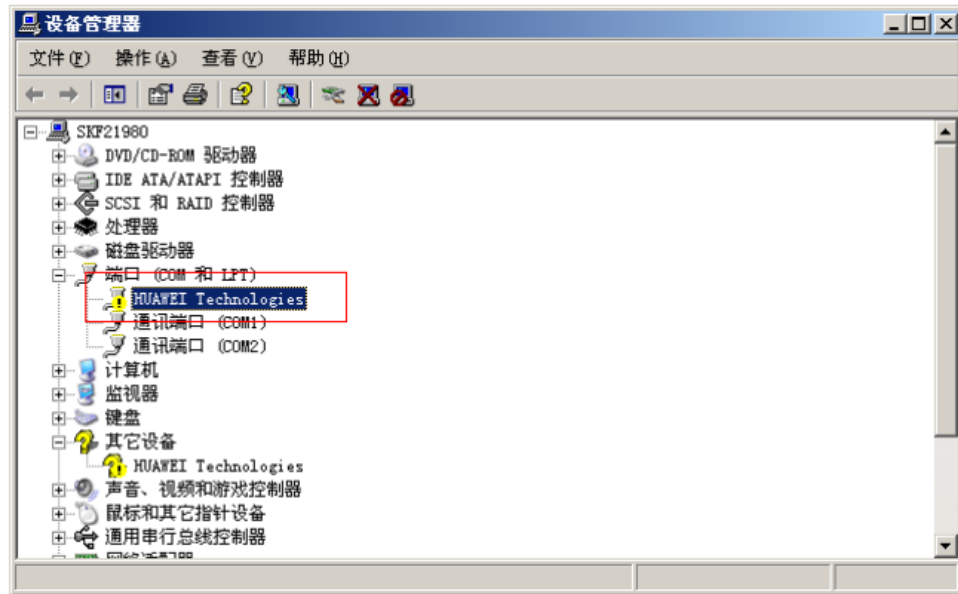 设备管理器
文件(F) 操作(A) 查看(V) 帮助(H)
SKF21980
DVD/CD-ROM 驱动器
IDE ATA/ATAPI 控制器
SCSI 和 RAID 控制器
处理器
磁盘驱动器
端口 (COM 和 LPT)
HUAWEI Technologies
通讯端口 (COM1)
通讯端口 (COM2)
计算机
监视器
键盘
其它设备
HUAWEI Technologies
声音、视频和游戏控制器
鼠标和其它指针设备
通用串行总线控制器
网络适配器